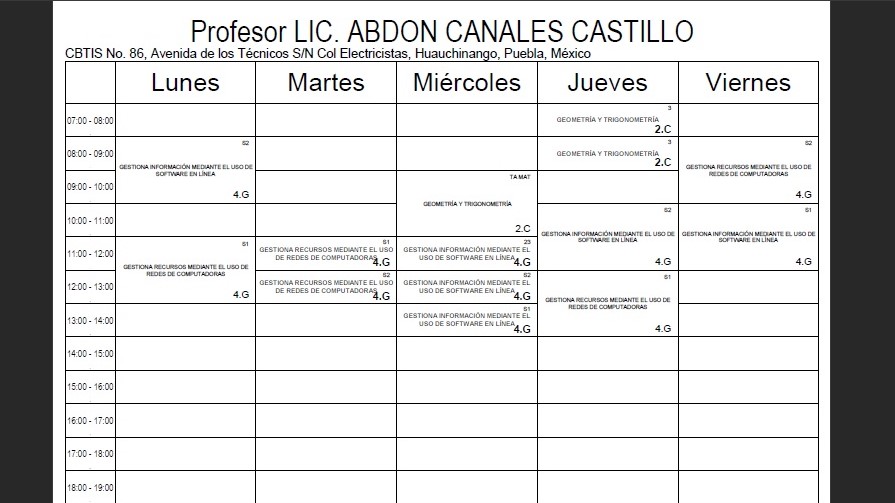 Profesor LIC. ABDON CANALES CASTILLO
CBTIS No. 86, Avenida de los Técnicos S/N Col Electricistas, Huauchinango, Puebla, México
Lunes Martes Miércoles Jueves Viernes
07:00 - 08:00
3
GEOMETRÍA Y TRIGONOMETRÍA
2.C
08:00 - 09:00
S2
GESTIONA INFORMACIÓN MEDIANTE EL USO DE
SOFTWARE EN LÍNEA
4.G
3
GEOMETRÍA Y TRIGONOMETRÍA
2.C
S2
GESTIONA RECURSOS MEDIANTE EL USO DE
REDES DE COMPUTADORAS
4.G
09:00 - 10:00
TA MAT
GEOMETRÍA Y TRIGONOMETRÍA
2.C
10:00 - 11:00
S2
GESTIONA INFORMACIÓN MEDIANTE EL USO DE
SOFTWARE EN LÍNEA
4.G
S1
GESTIONA INFORMACIÓN MEDIANTE EL USO DE
SOFTWARE EN LÍNEA
4.G
11:00 - 12:00
S1
GESTIONA RECURSOS MEDIANTE EL USO DE
REDES DE COMPUTADORAS
4.G
S1
GESTIONA RECURSOS MEDIANTE EL USO
DE REDES DE COMPUTADORAS
4.G
23
GESTIONA INFORMACIÓN MEDIANTE EL
USO DE SOFTWARE EN LÍNEA
4.G
12:00 - 13:00
S2
GESTIONA RECURSOS MEDIANTE EL USO
DE REDES DE COMPUTADORAS
4.G
S2
GESTIONA INFORMACIÓN MEDIANTE EL
USO DE SOFTWARE EN LÍNEA
4.G
S1
GESTIONA RECURSOS MEDIANTE EL USO DE
REDES DE COMPUTADORAS
4.G
13:00 - 14:00
S1
GESTIONA INFORMACIÓN MEDIANTE EL
USO DE SOFTWARE EN LÍNEA
4.G
14:00 - 15:00
15:00 - 16:00
16:00 - 17:00
17:00 - 18:00
18:00 - 19:00